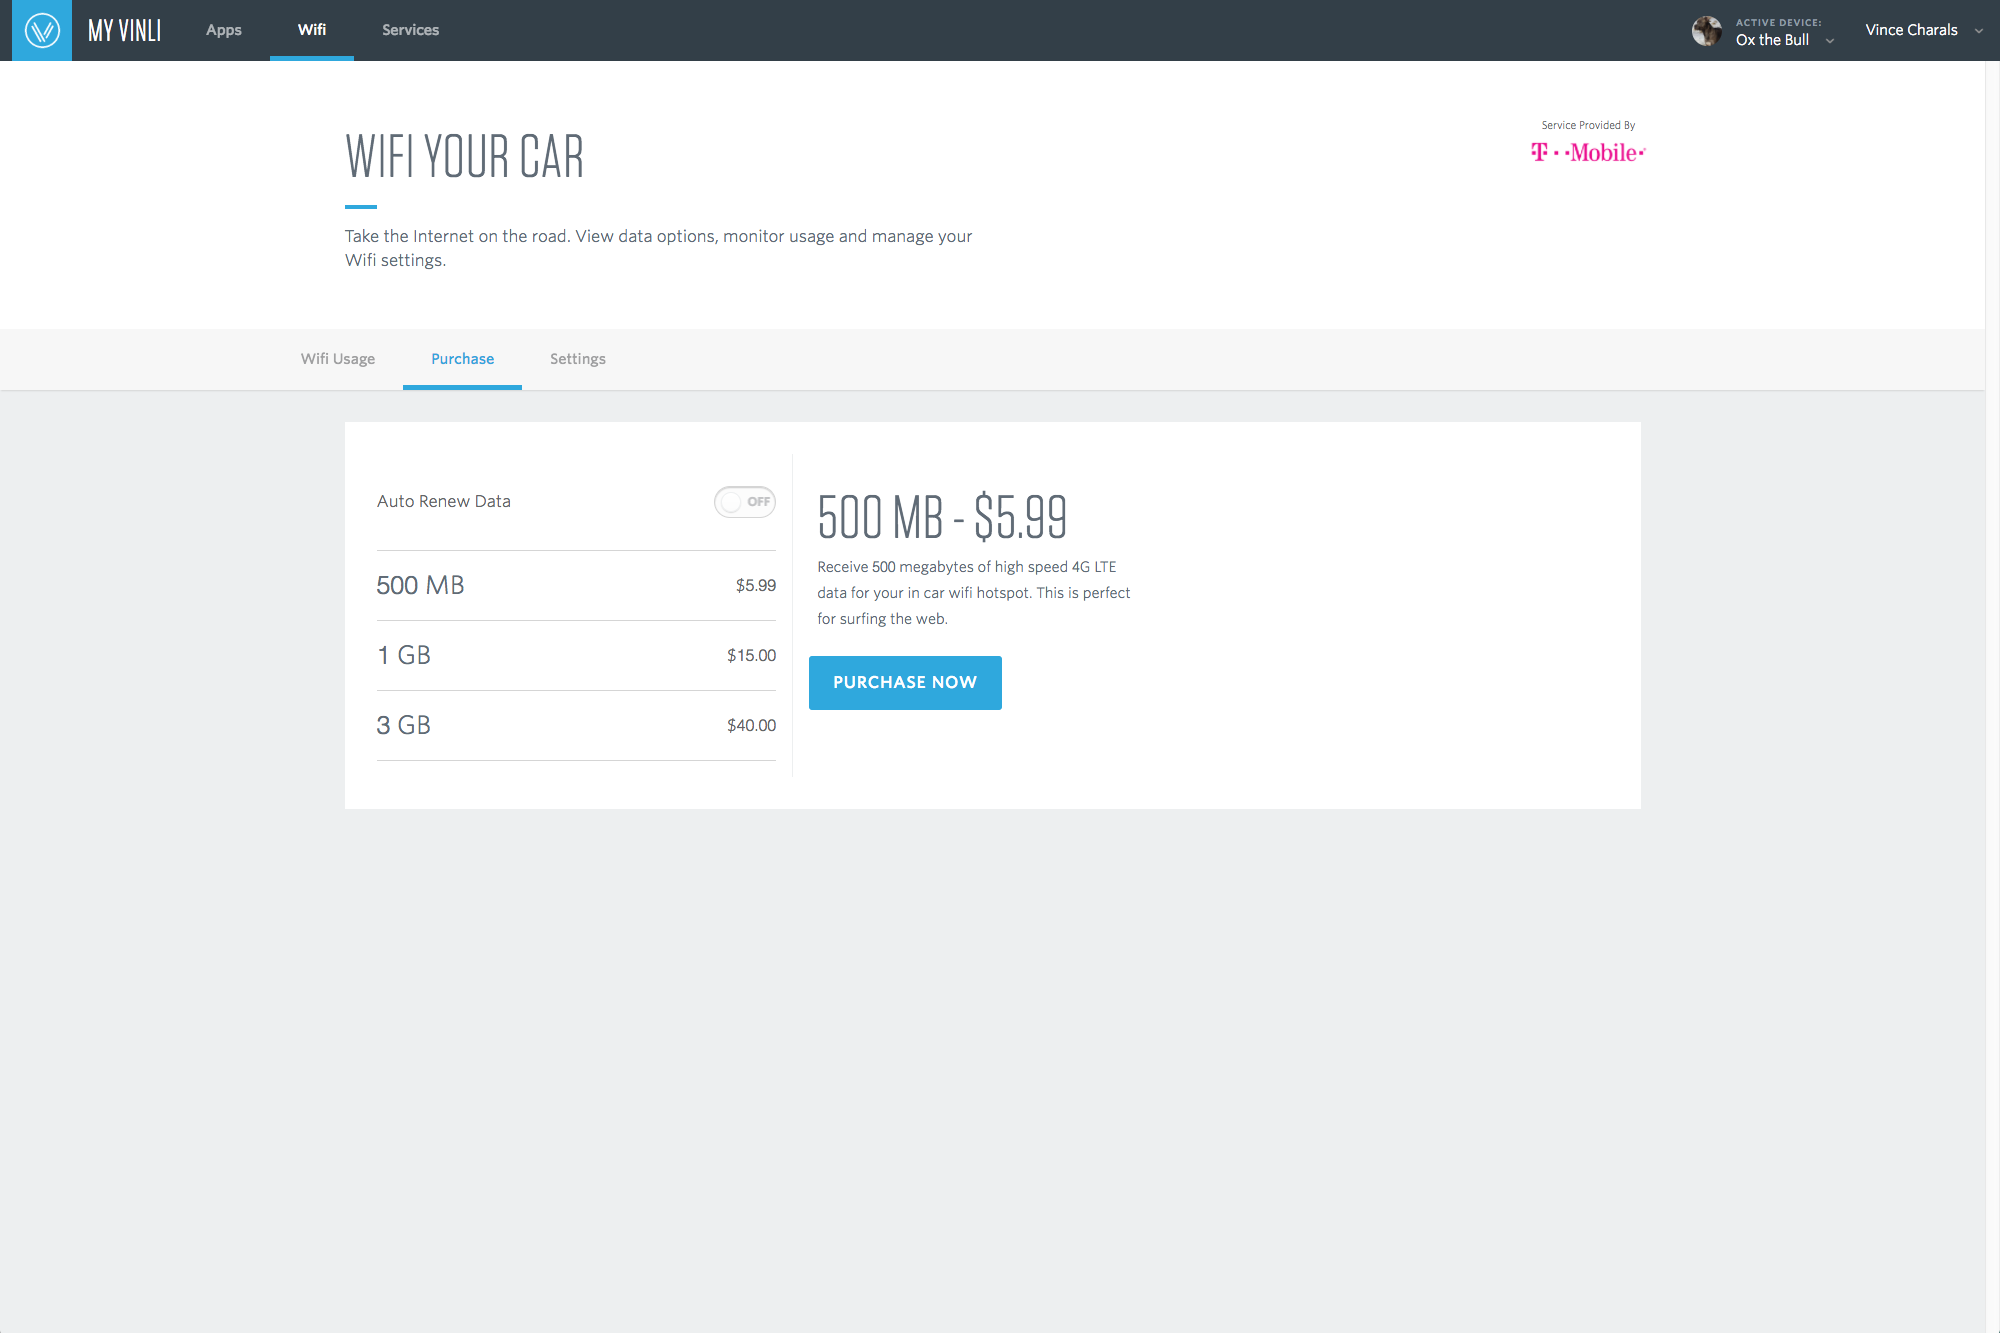 MY VINLI
Apps
Wifi
Services
ACTIVE DEVICE:
Ox the Bull
Vince Charals
WIFI YOUR CAR
Service Provided By
T··Mobile·
Take the Internet on the road. View data options, monitor usage and manage your
Wifi settings.
Wifi Usage
Purchase
Settings
Auto Renew Data
OFF
500 MB
$5.99
1 GB
$15.00
3 GB
$40.00
500 MB - $5.99
Receive 500 megabytes of high speed 4G LTE
data for your in car wifi hotspot. This is perfect
for surfing the web.
PURCHASE NOW